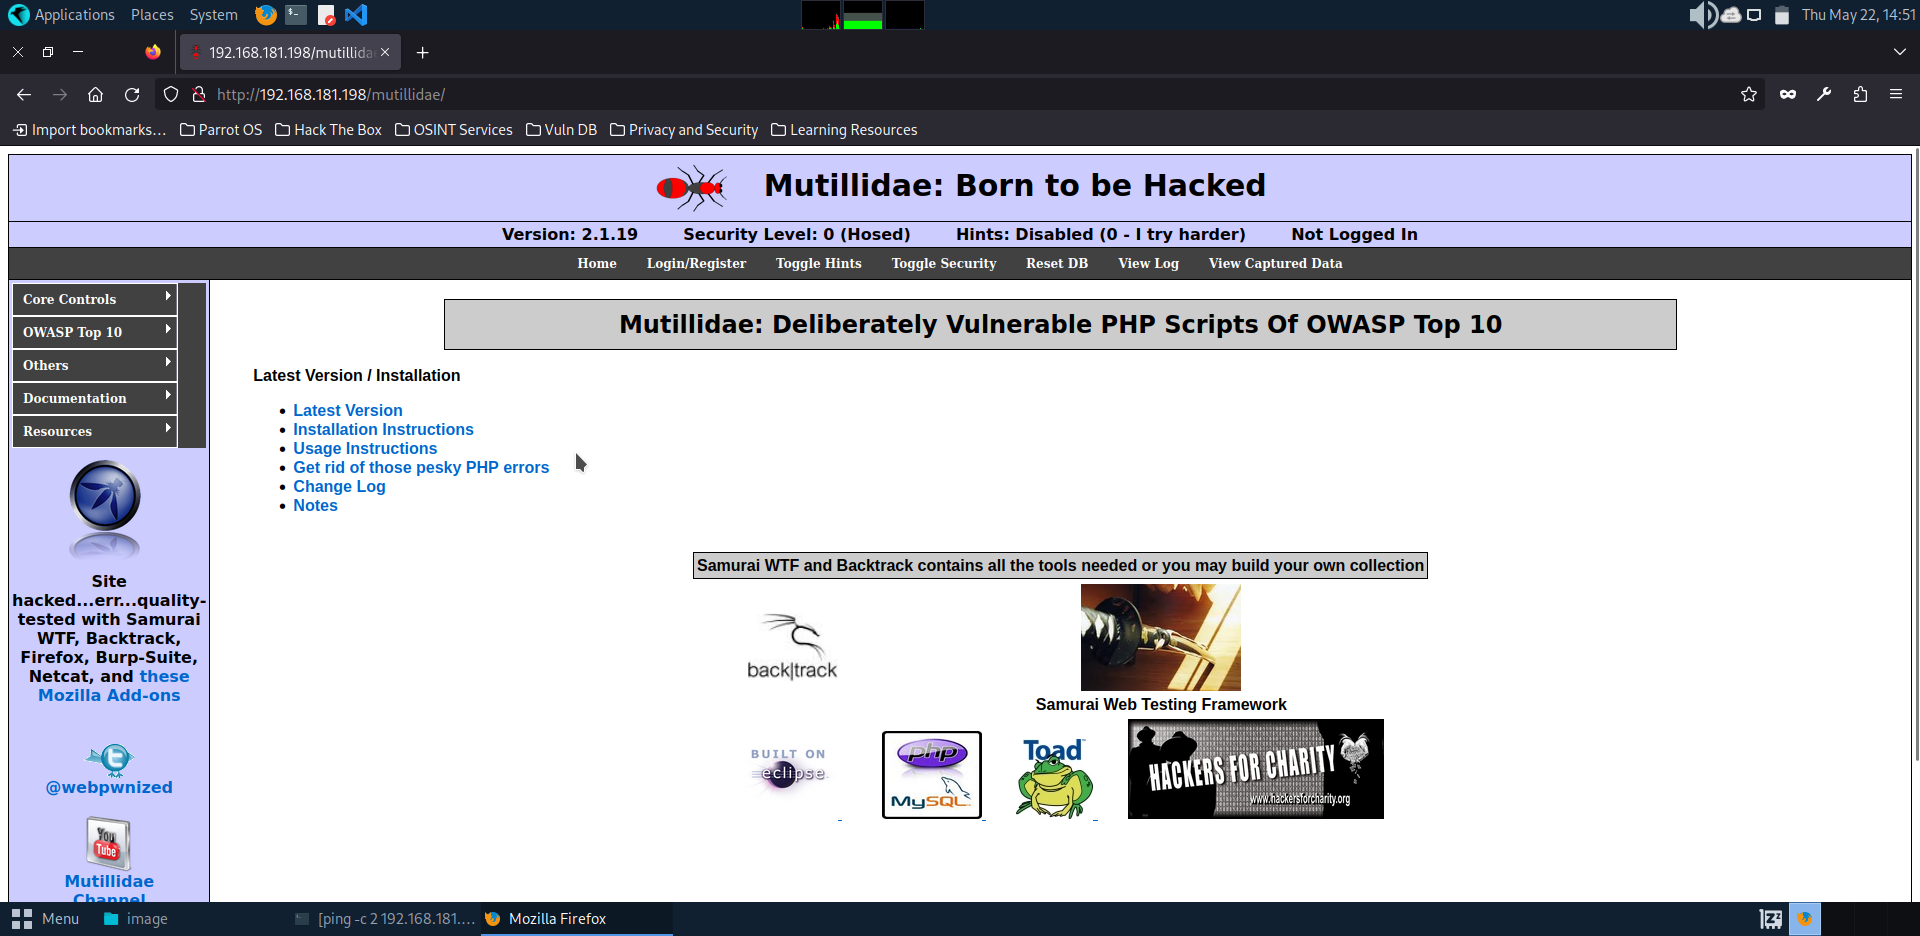 Applications Places System
Thu May 22, 14:51
192.168.181.198/mutillidae
http://192.168.181.198/mutillidae/
Import bookmarks... Parrot OS Hack The Box OSINT Services Vuln DB Privacy and Security Learning Resources
Mutillidae: Born to be Hacked
Version: 2.1.19 Security Level: 0 (Hosed) Hints: Disabled (0 - I try harder) Not Logged In
Home Login/Register Toggle Hints Toggle Security Reset DB View Log View Captured Data
Core Controls
OWASP Top 10
Others
Documentation
Resources
Site
hacked...err...quality-
tested with Samurai
WTF, Backtrack,
Firefox, Burp-Suite,
Netcat, and these
Mozilla Add-ons
@webpwnized
You
Tube
Mutillidae
Channel
Mutillidae: Deliberately Vulnerable PHP Scripts Of OWASP Top 10
Latest Version / Installation
Latest Version
Installation Instructions
Usage Instructions
Get rid of those pesky PHP errors
Change Log
Notes
Samurai WTF and Backtrack contains all the tools needed or you may build your own collection
back|track
Samurai Web Testing Framework
BUILT ON
eclipse
php
MySQL
Toad
HACKERS FOR CHARITY
www.hackersforcharity.org
Menu image [ping -c 2 192.168.181.... Mozilla Firefox